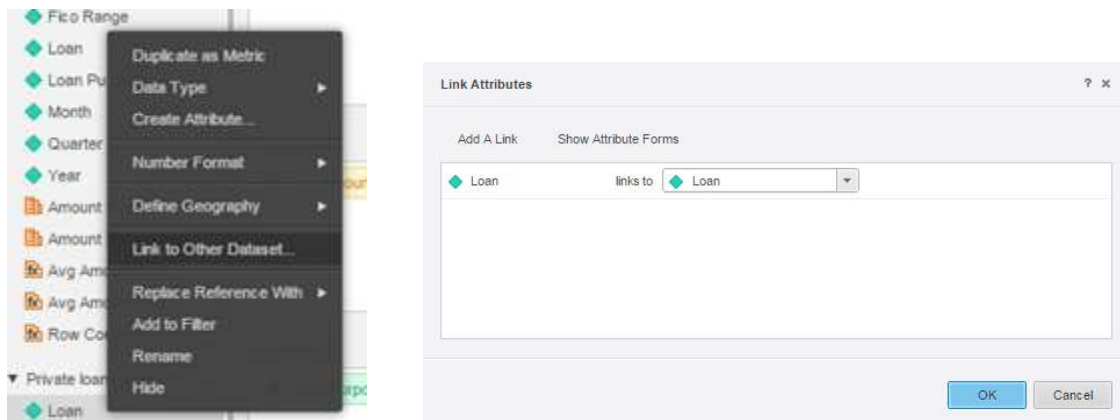 Fico Range
Loan
Loan Pu
Month
Quarter
Year
Amount
Amount
Avg Am
Avg Am
Row Co
Private loan
Loan
Duplicate as Metric
Data Type
Create Attribute...
Number Format
Define Geography
Link to Other Dataset...
Replace Reference With
Add to Filter
Rename
Hide
Link Attributes ? ×
Add A Link Show Attribute Forms
Loan links to Loan
OK Cancel